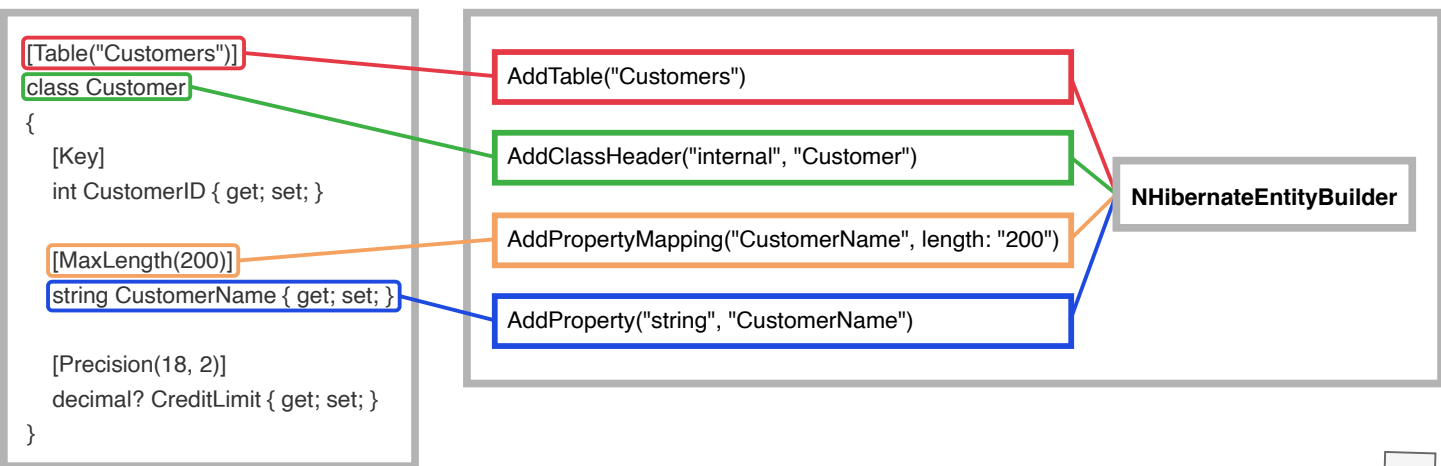 [Table("Customers")]
class Customer
{
[Key]
int CustomerID { get; set; }
[MaxLength(200)]
string CustomerName { get; set; }
[Precision(18, 2)]
decimal? CreditLimit { get; set; }
}
AddTable("Customers")
AddClassHeader("internal", "Customer")
AddPropertyMapping("CustomerName", length: "200")
AddProperty("string", "CustomerName")
NHibernateEntityBuilder